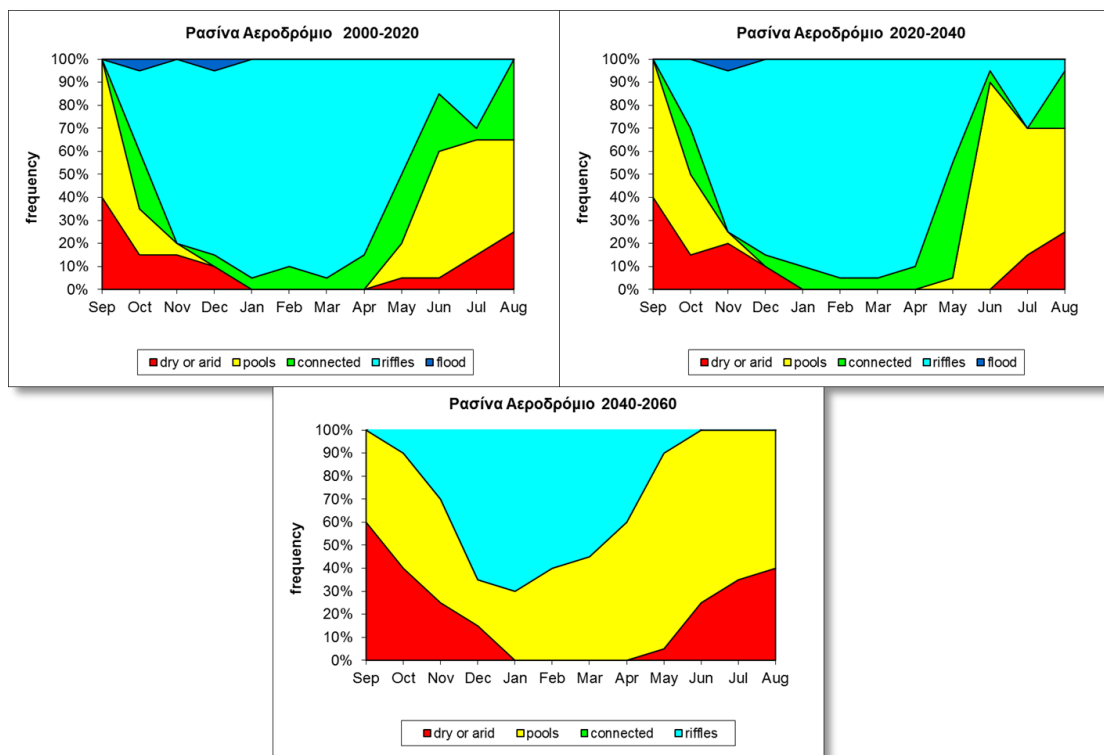 Ρασίνα Αεροδρόμιο 2000-2020
100%
90%
80%
70%
60%
50%
40%
30%
20%
10%
0%
frequency
Sep Oct Nov Dec Jan Feb Mar Apr May Jun Jul Aug
dry or arid pools connected riffles flood
Ρασίνα Αεροδρόμιο 2020-2040
100%
90%
80%
70%
60%
50%
40%
30%
20%
10%
0%
frequency
Sep Oct Nov Dec Jan Feb Mar Apr May Jun Jul Aug
dry or arid pools connected riffles flood
Ρασίνα Αεροδρόμιο 2040-2060
100%
90%
80%
70%
60%
50%
40%
30%
20%
10%
0%
frequency
Sep Oct Nov Dec Jan Feb Mar Apr May Jun Jul Aug
dry or arid pools connected riffles